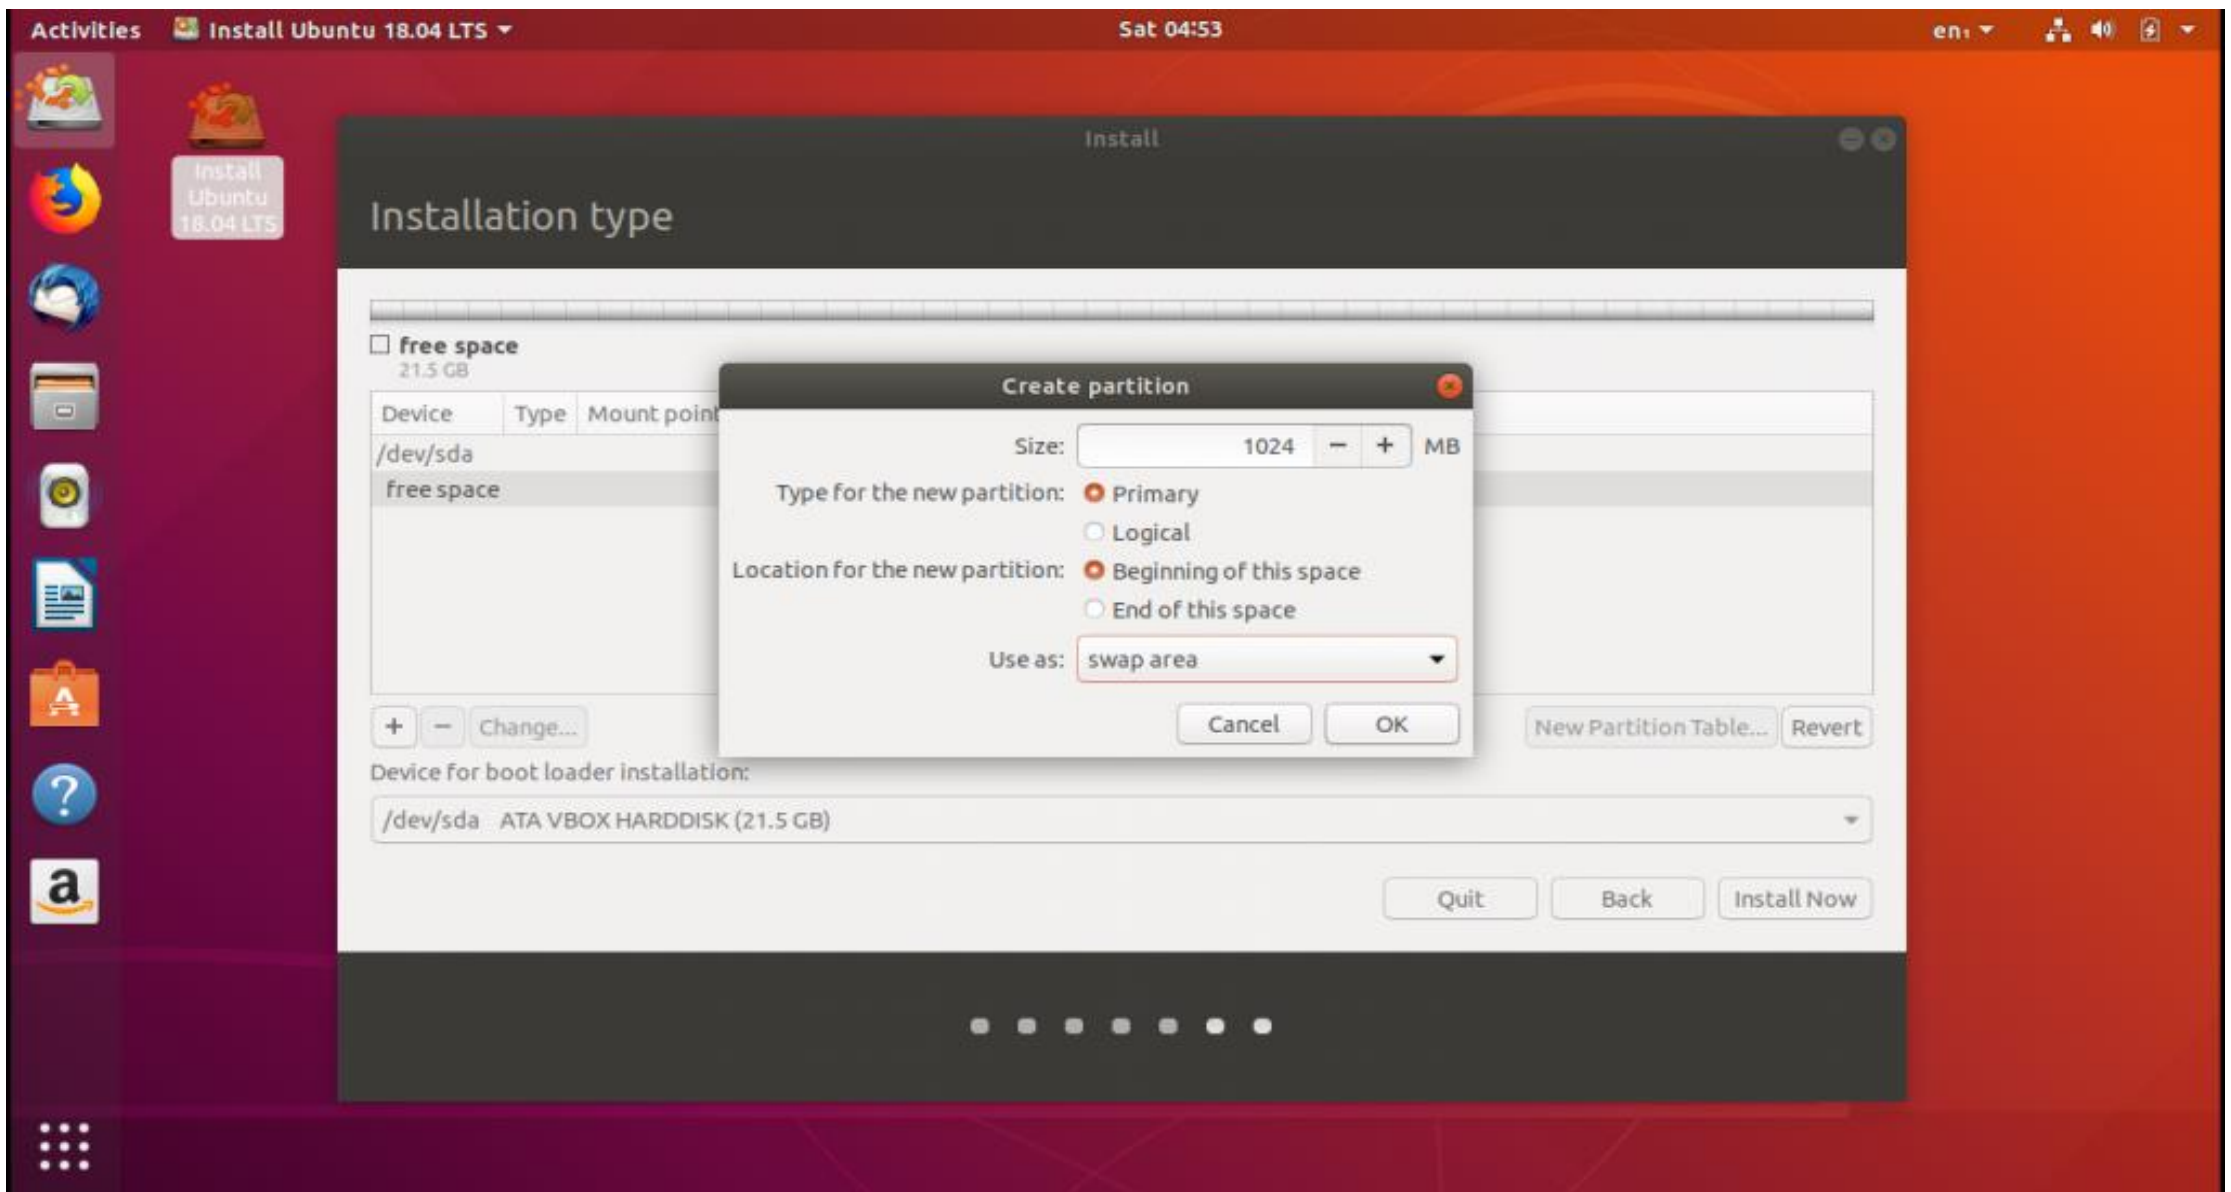 Activities
Install Ubuntu 18.04 LTS
Sat 04:53
en₁
Install
Ubuntu
18.04 LTS
Install
Installation type
free space
21.5 GB
Device Type Mount point
/dev/sda
free space
Create partition
Size: 1024 − + MB
Type for the new partition: Primary
Logical
Location for the new partition: Beginning of this space
End of this space
Use as: swap area
Cancel OK
+ − Change... New Partition Table... Revert
Device for boot loader installation:
/dev/sda ATA VBOX HARDDISK (21.5 GB)
Quit Back Install Now
A
?
a